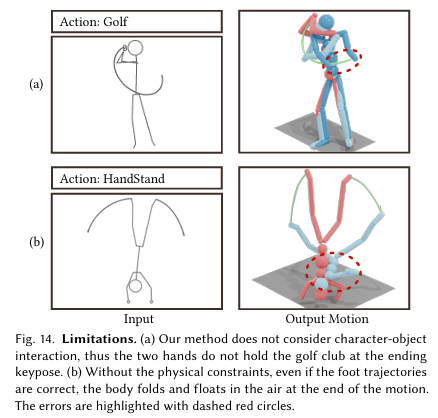 Action: Golf
(a)
Action: HandStand
(b)
Input
Output Motion
Fig. 14. Limitations. (a) Our method does not consider character-object
interaction, thus the two hands do not hold the golf club at the ending
keypose. (b) Without the physical constraints, even if the foot trajectories
are correct, the body folds and floats in the air at the end of the motion.
The errors are highlighted with dashed red circles.